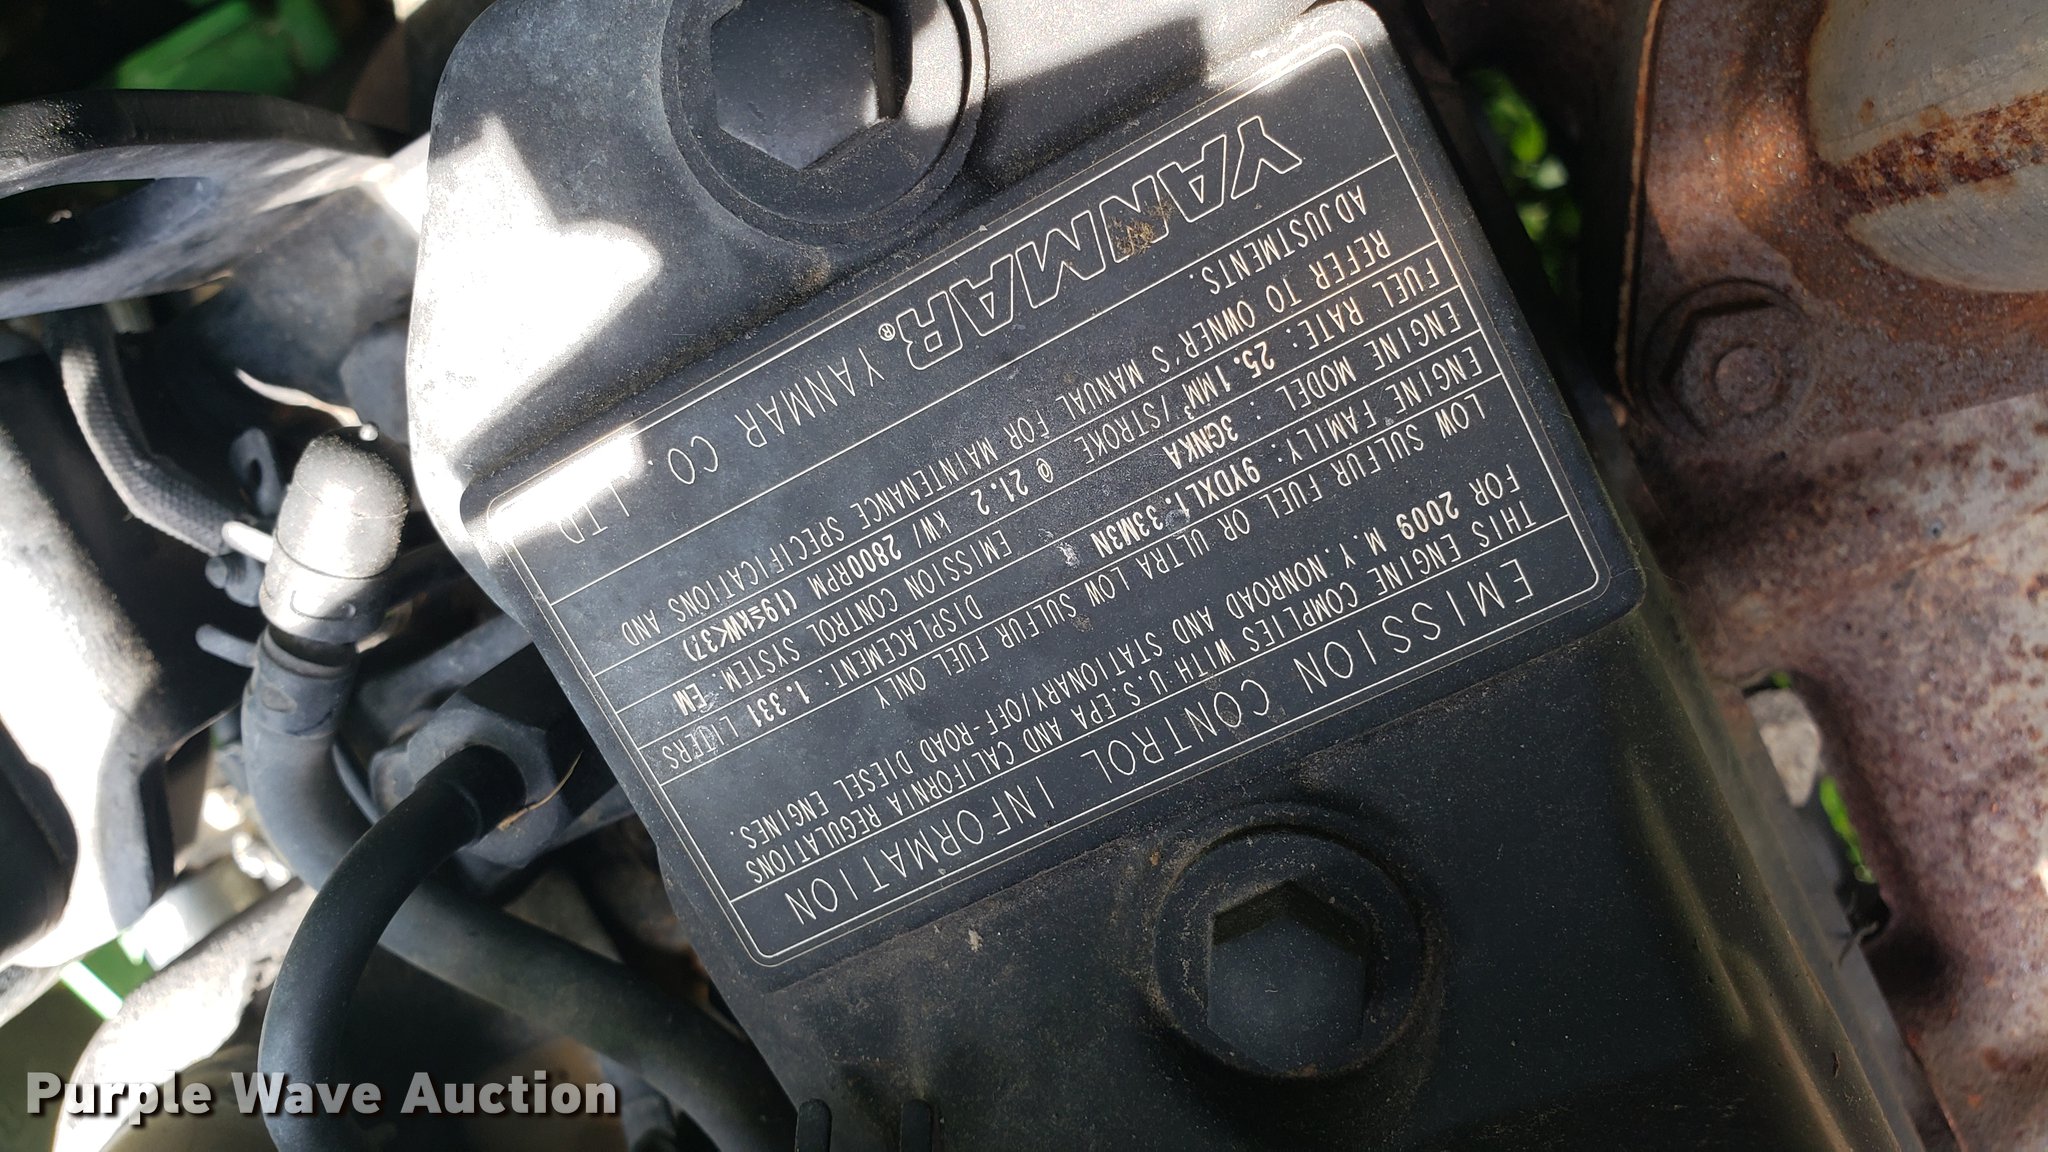 EMISSION CONTROL INFORMATION
THIS ENGINE COMPLIES WITH U.S.EPA AND CALIFORNIA REGULATIONS
FOR 2009 M.Y.NONROAD AND STATIONARY/OFF-ROAD DIESEL ENGINES.
LOW SULFUR FUEL OR ULTRA LOW SULFUR FUEL ONLY
ENGINE FAMILY: 9YDXL1.33M3N DISPLACEMENT: 1.331 LITERS
ENGINE MODEL : 3GNKA EMISSION CONTROL SYSTEM: EM
FUEL RATE: 25.1MM³/STROKE @ 21.2 kW/ 2800RPM (19≦kW<37)
REFER TO OWNER'S MANUAL FOR MAINTENANCE SPECIFICATIONS AND
ADJUSTMENTS.
YANMAR® YANMAR CO., LTD.
Purple Wave Auction